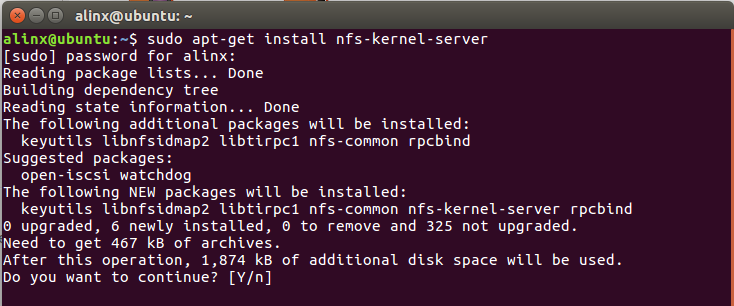 alinx@ubuntu: ~
alinx@ubuntu:~$ sudo apt-get install nfs-kernel-server
[sudo] password for alinx:
Reading package lists... Done
Building dependency tree
Reading state information... Done
The following additional packages will be installed:
  keyutils libnfsidmap2 libtirpc1 nfs-common rpcbind
Suggested packages:
  open-iscsi watchdog
The following NEW packages will be installed:
  keyutils libnfsidmap2 libtirpc1 nfs-common nfs-kernel-server rpcbind
0 upgraded, 6 newly installed, 0 to remove and 325 not upgraded.
Need to get 467 kB of archives.
After this operation, 1,874 kB of additional disk space will be used.
Do you want to continue? [Y/n]